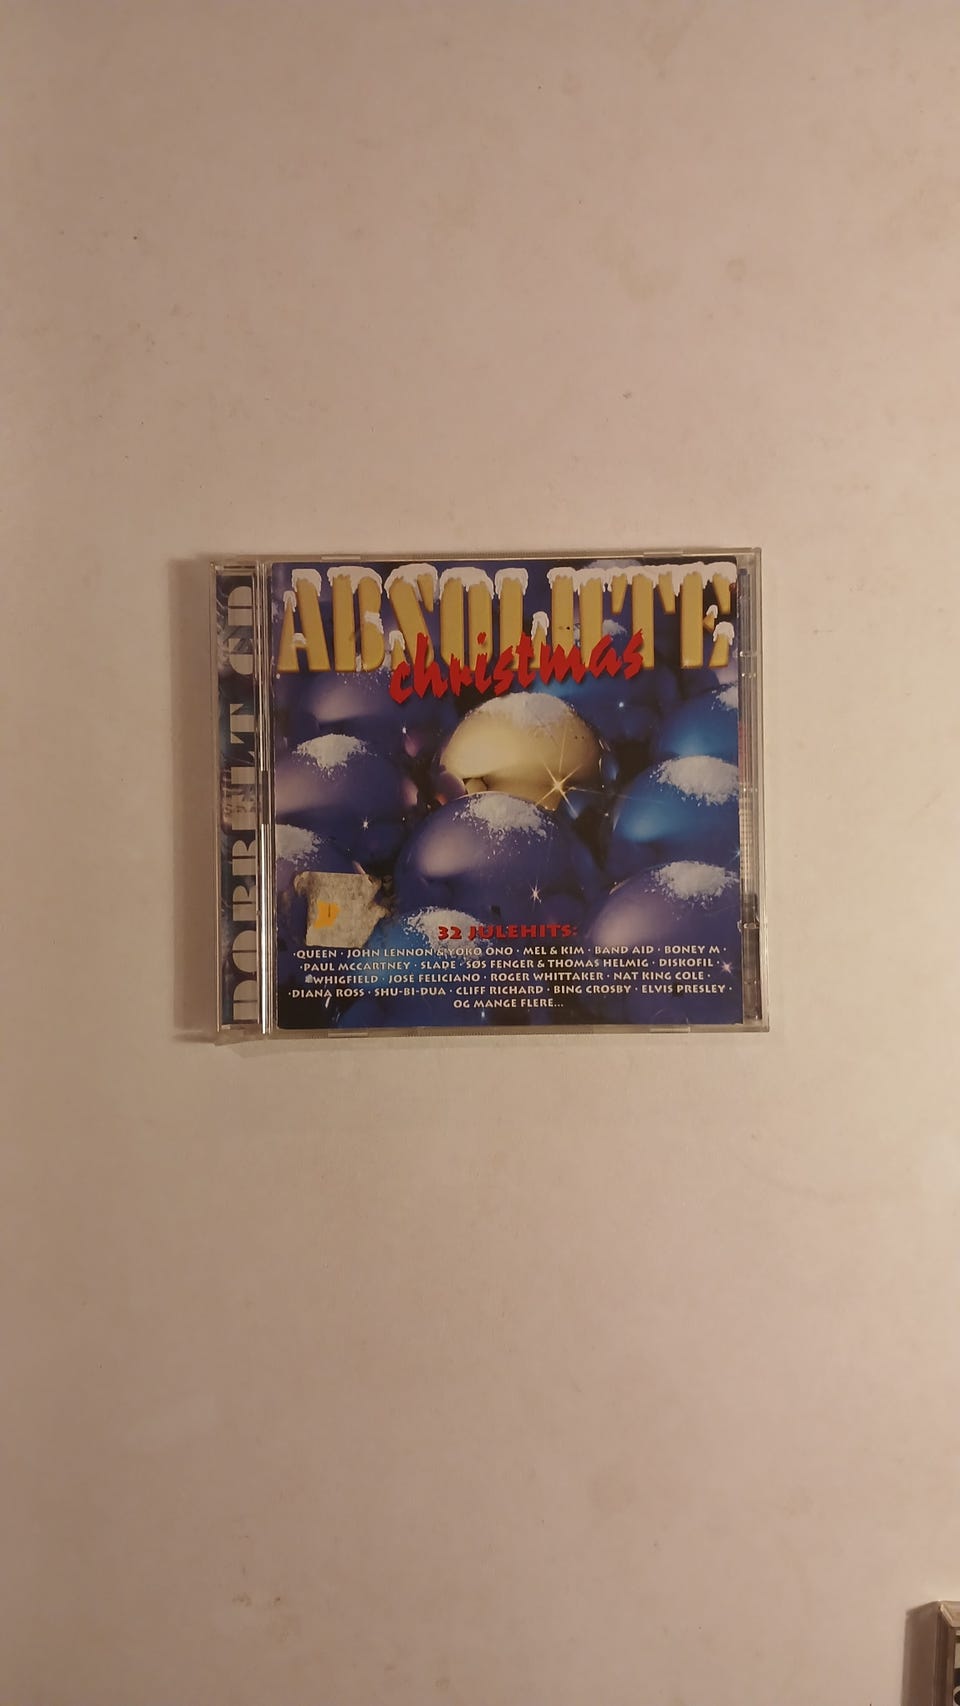 DOBBELT CD
ABSOLUTE
christmas
32 JULEHITS:
·QUEEN · JOHN LENNON & YOKO ONO · MEL & KIM · BAND AID · BONEY M ·
·PAUL MCCARTNEY · SLADE · SØS FENGER & THOMAS HELMIG · DISKOFIL ·
·WHIGFIELD · JOSÉ FELICIANO · ROGER WHITTAKER · NAT KING COLE ·
·DIANA ROSS · SHU-BI-DUA · CLIFF RICHARD · BING CROSBY · ELVIS PRESLEY ·
OG MANGE FLERE...